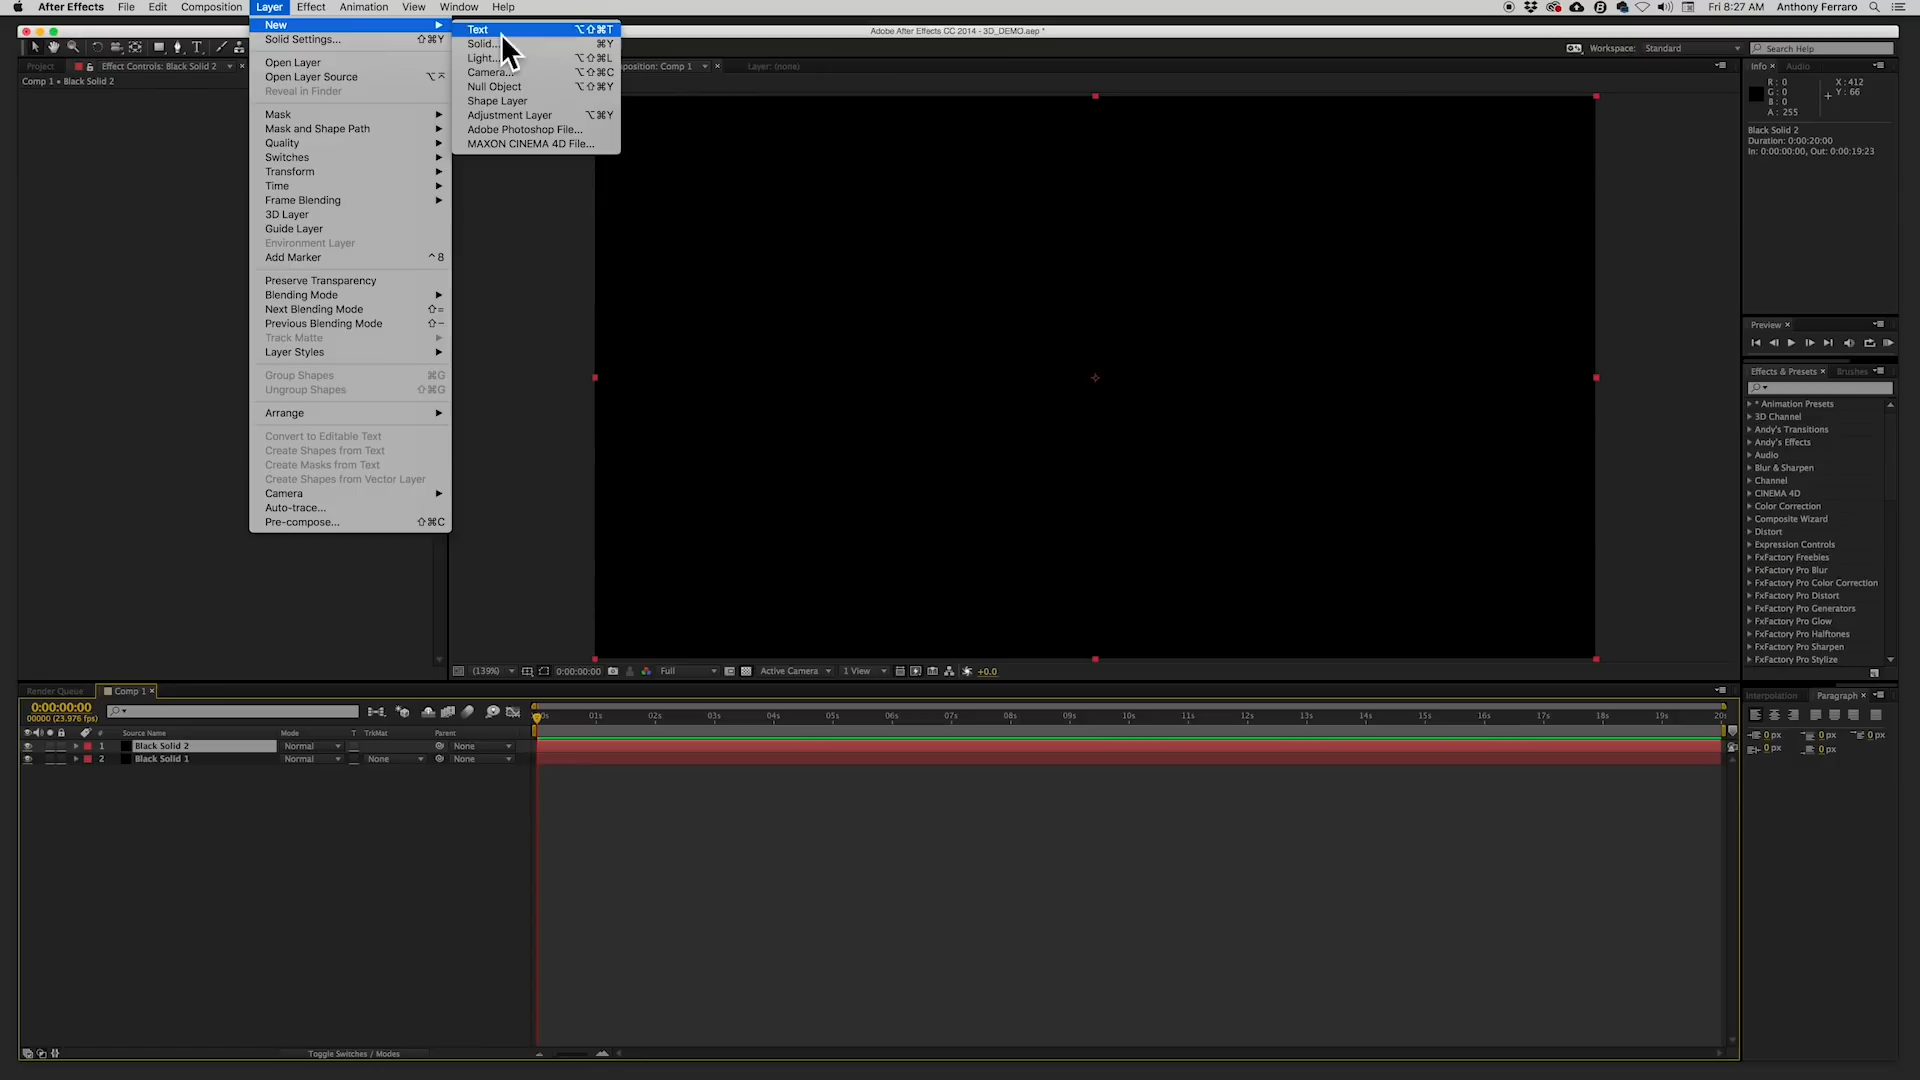 After Effects File Edit Composition Layer Effect Animation View Window Help Fri 8:27 AM Anthony Ferraro
Adobe After Effects CC 2014 - 3D_DEMO.aep *
Workspace: Standard Search Help
Project Effect Controls: Black Solid 2
Comp 1 • Black Solid 2
New
Solid Settings... ⇧⌘Y
Open Layer
Open Layer Source
Reveal in Finder
Mask
Mask and Shape Path
Quality
Switches
Transform
Time
Frame Blending
3D Layer
Guide Layer
Environment Layer
Add Marker ^8
Preserve Transparency
Blending Mode
Next Blending Mode ⇧=
Previous Blending Mode ⇧-
Track Matte
Layer Styles
Group Shapes ⌘G
Ungroup Shapes ⇧⌘G
Arrange
Convert to Editable Text
Create Shapes from Text
Create Masks from Text
Create Shapes from Vector Layer
Camera
Auto-trace...
Pre-compose... ⇧⌘C
Text ⌥⇧⌘T
Solid... ⌘Y
Light... ⌥⇧⌘L
Camera... ⌥⇧⌘C
Null Object ⌥⇧⌘Y
Shape Layer
Adjustment Layer ⌥⌘Y
Adobe Photoshop File...
MAXON CINEMA 4D File...
position: Comp 1 Layer: (none)
(139%) 0:00:00:00 Full Active Camera 1 View +0.0
Info Audio
R: 0 X: 412
G: 0 Y: 66
B: 0
A: 255
Black Solid 2
Duration: 0:00:20:00
In: 0:00:00:00, Out: 0:00:19:23
Preview
Effects & Presets Brushes
* Animation Presets
3D Channel
Andy's Transitions
Andy's Effects
Audio
Blur & Sharpen
Channel
CINEMA 4D
Color Correction
Composite Wizard
Distort
Expression Controls
FxFactory Freebies
FxFactory Pro Blur
FxFactory Pro Color Correction
FxFactory Pro Distort
FxFactory Pro Generators
FxFactory Pro Glow
FxFactory Pro Halftones
FxFactory Pro Sharpen
FxFactory Pro Stylize
Interpolation Paragraph
0 px 0 px 0 px
0 px 0 px
Render Queue Comp 1
0:00:00:00
00000 (23.976 fps)
# Source Name Mode T TrkMat Parent
1 Black Solid 2 Normal None
2 Black Solid 1 Normal None None
01s 02s 03s 04s 05s 06s 07s 08s 09s 10s 11s 12s 13s 14s 15s 16s 17s 18s 19s 20s
Toggle Switches / Modes